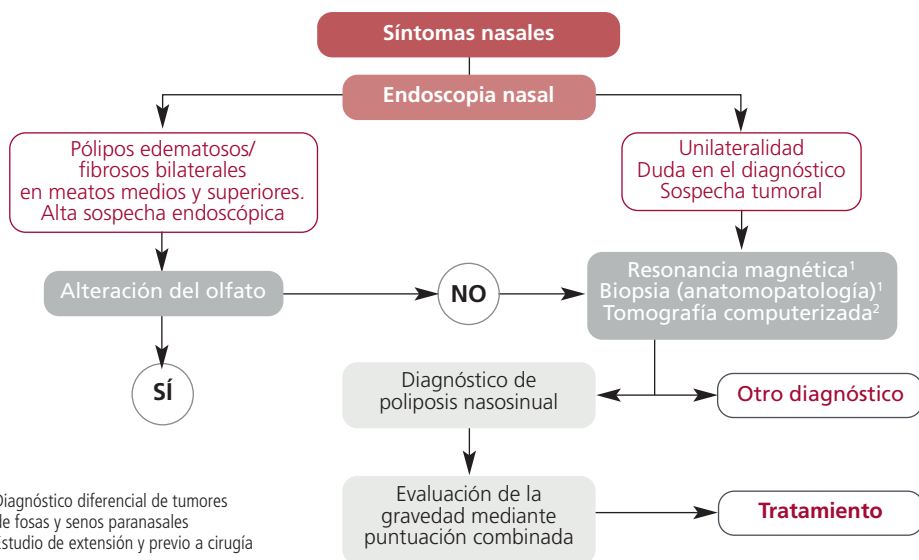 Síntomas nasales
Endoscopia nasal
Pólipos edematosos/
fibrosos bilaterales
en meatos medios y superiores.
Alta sospecha endoscópica
Unilateralidad
Duda en el diagnóstico
Sospecha tumoral
Alteración del olfato
NO
Resonancia magnética¹
Biopsia (anatomopatología)¹
Tomografía computerizada²
SÍ
Diagnóstico de
poliposis nasosinual
Otro diagnóstico
Evaluación de la
gravedad mediante
puntuación combinada
Tratamiento
Diagnóstico diferencial de tumores
de fosas y senos paranasales
Estudio de extensión y previo a cirugía